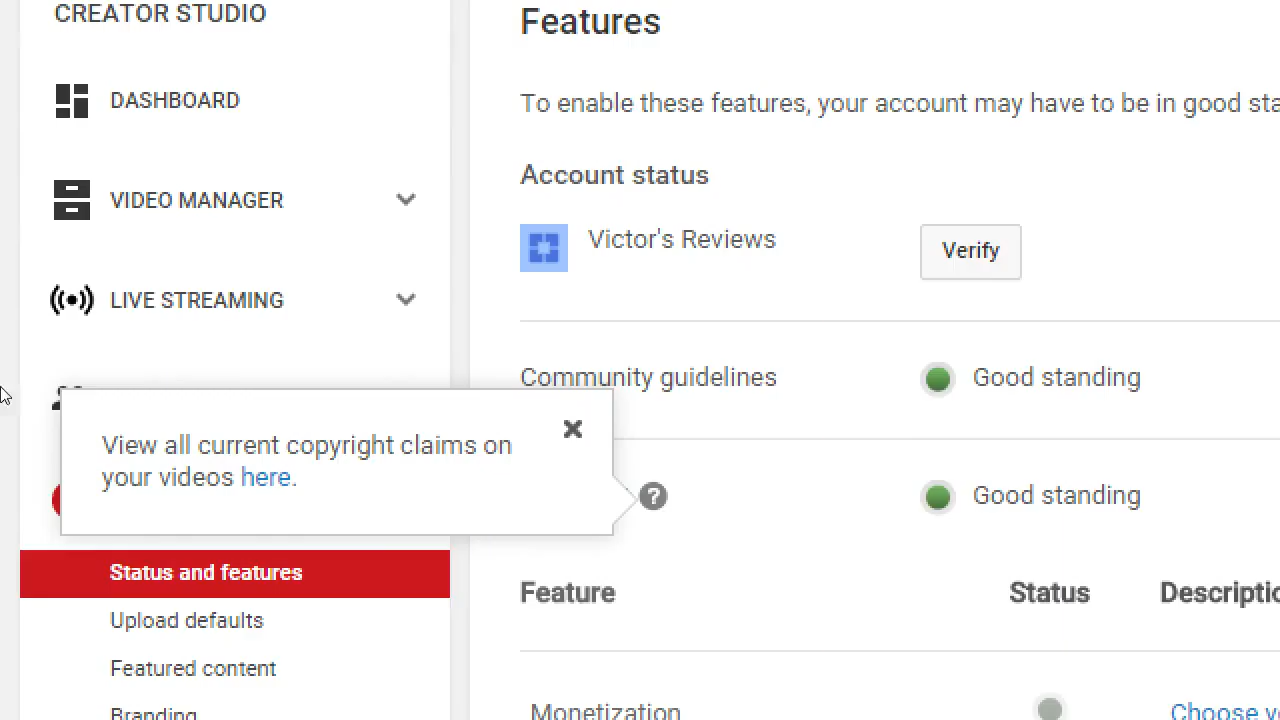 CREATOR STUDIO
DASHBOARD
VIDEO MANAGER
LIVE STREAMING
View all current copyright claims on
your videos here.
Status and features
Upload defaults
Featured content
Branding
Features
To enable these features, your account may have to be in good
Account status
Victor's Reviews
Verify
Community guidelines
Good standing
?
Good standing
Feature
Status
Monetization
Choose